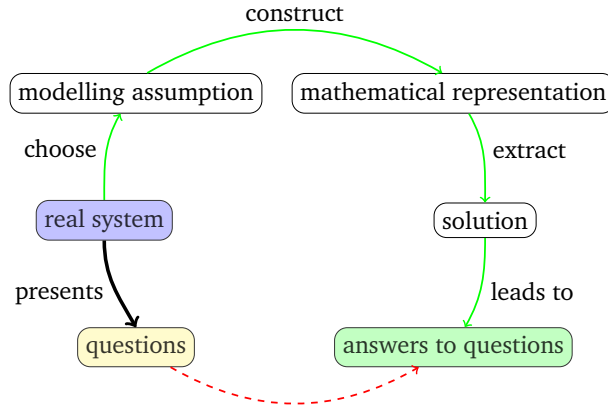 construct
modelling assumption
mathematical representation
choose
extract
real system
solution
presents
leads to
questions
answers to questions